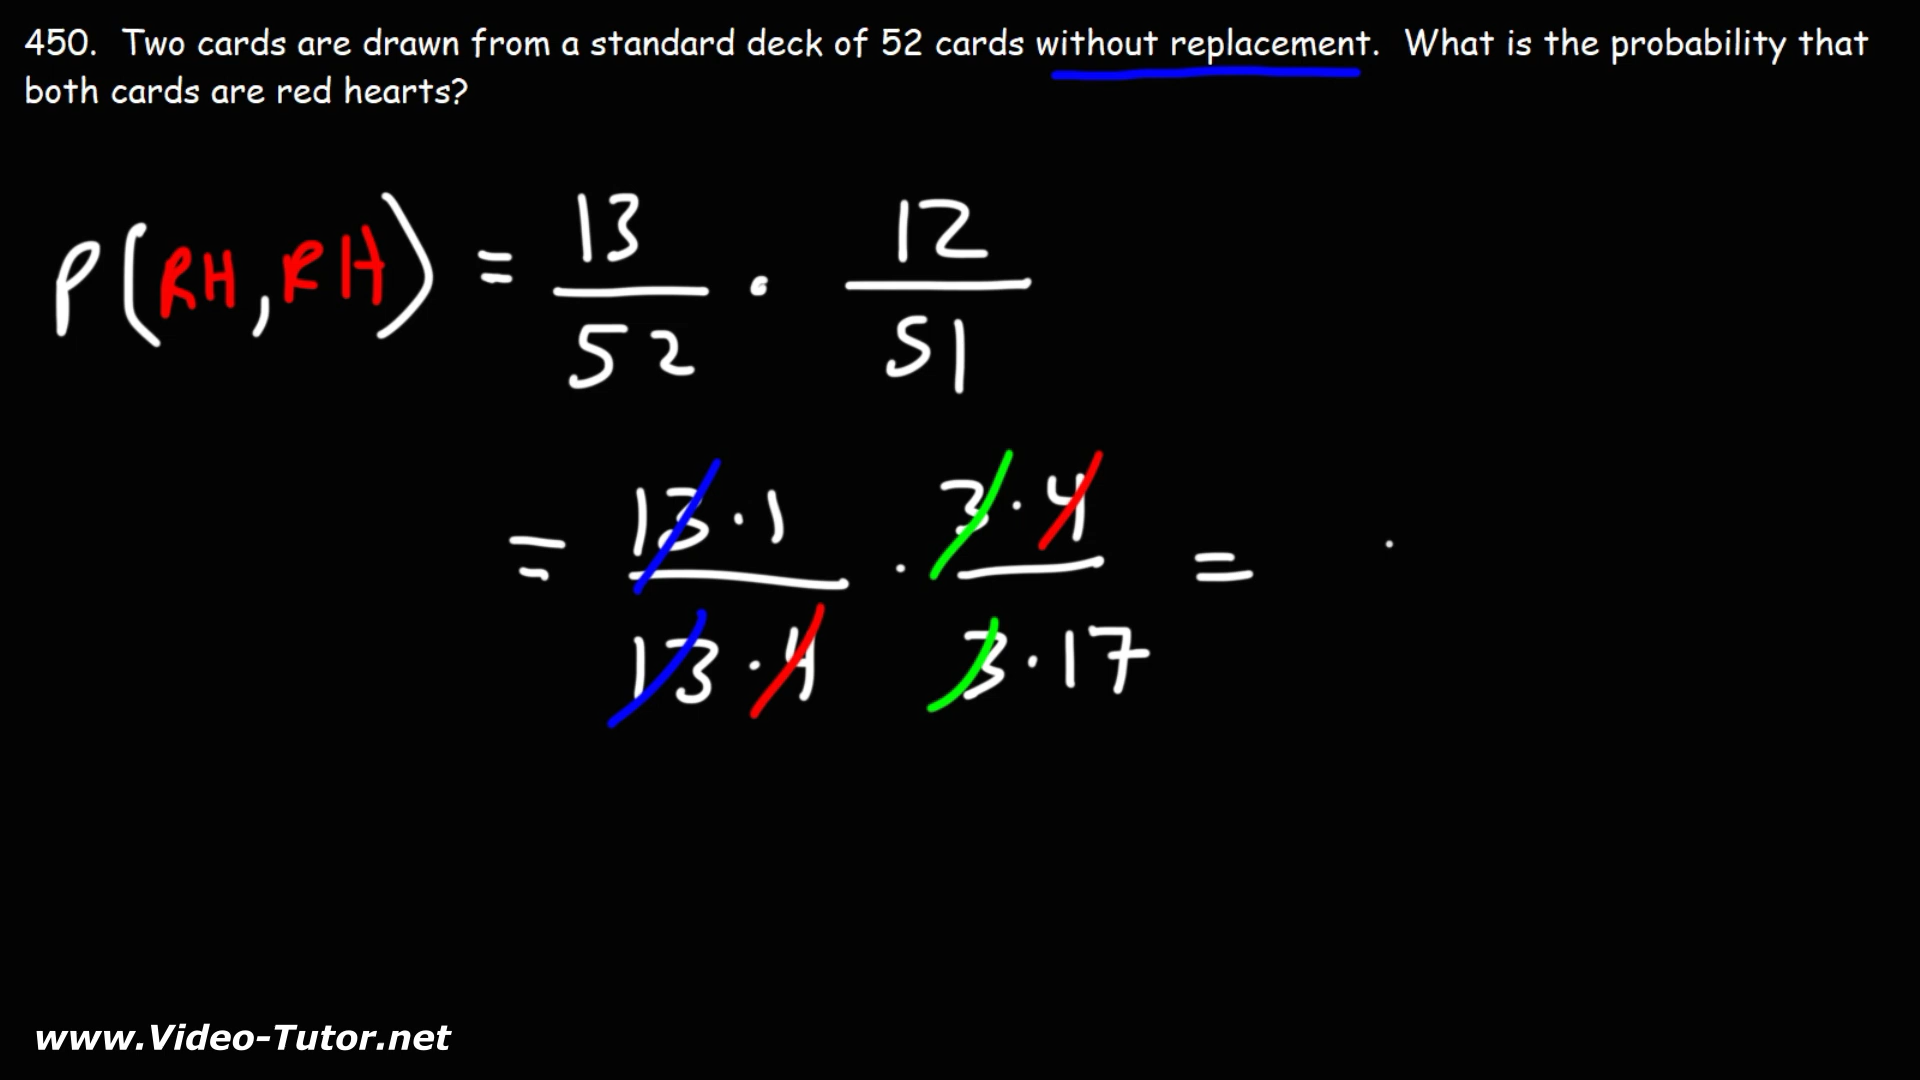 450. Two cards are drawn from a standard deck of 52 cards without replacement. What is the probability that
both cards are red hearts?
P(RH, RH) = 13/52 · 12/51
= 13·1/13·4 · 3·4/3·17 =
www.Video-Tutor.net